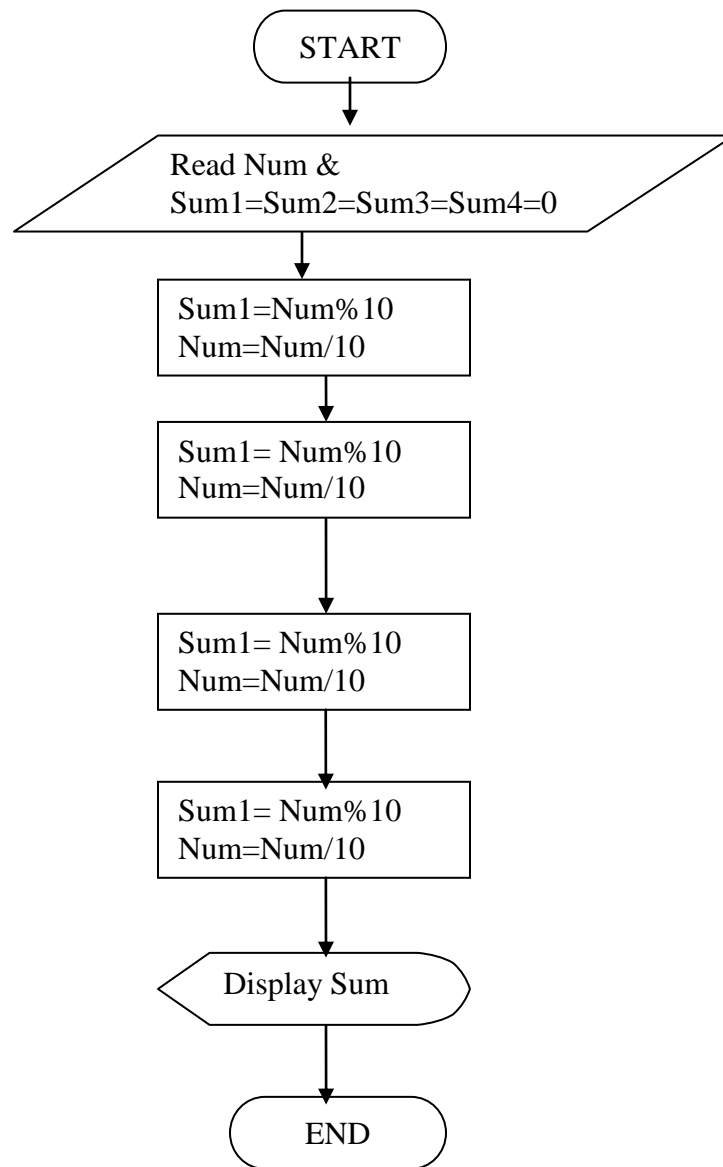 START
Read Num &
Sum1=Sum2=Sum3=Sum4=0
Sum1=Num%10
Num=Num/10
Sum1= Num%10
Num=Num/10
Sum1= Num%10
Num=Num/10
Sum1= Num%10
Num=Num/10
Display Sum
END